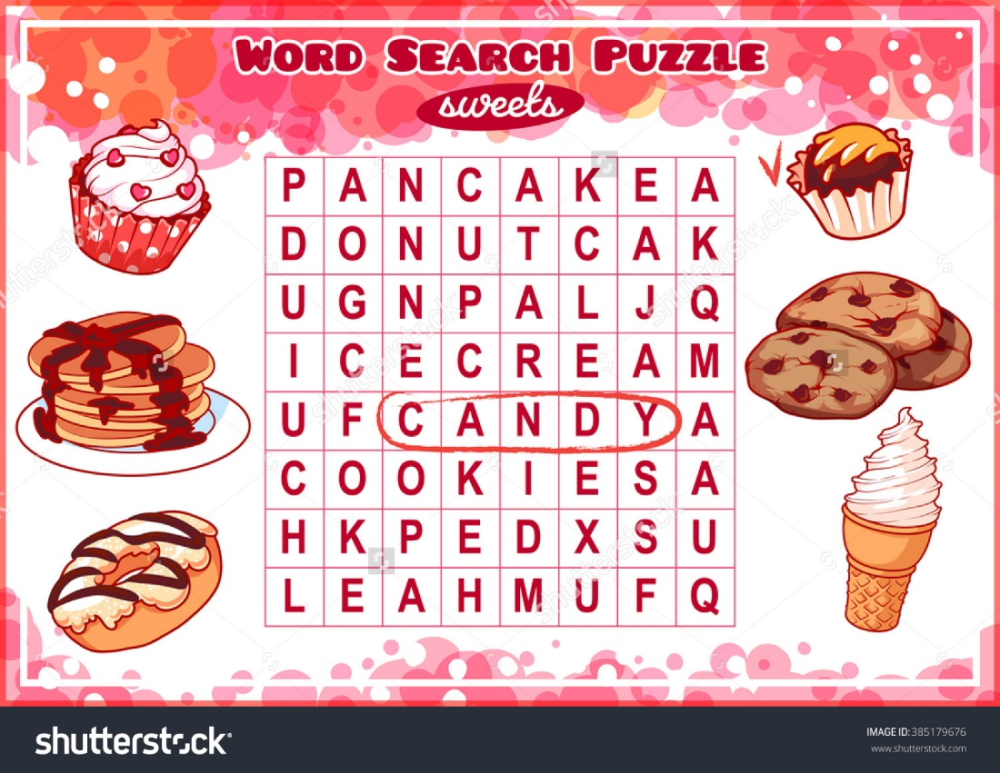 WORD SEARCH PUZZLE
sweets
P A N C A K E A
D O N U T C A K
U G N P A L J Q
I C E C R E A M
U F C A N D Y A
C O O K I E S A
H K P E D X S U
L E A H M U F Q
shutterstock
IMAGE ID: 385179676
www.shutterstock.com